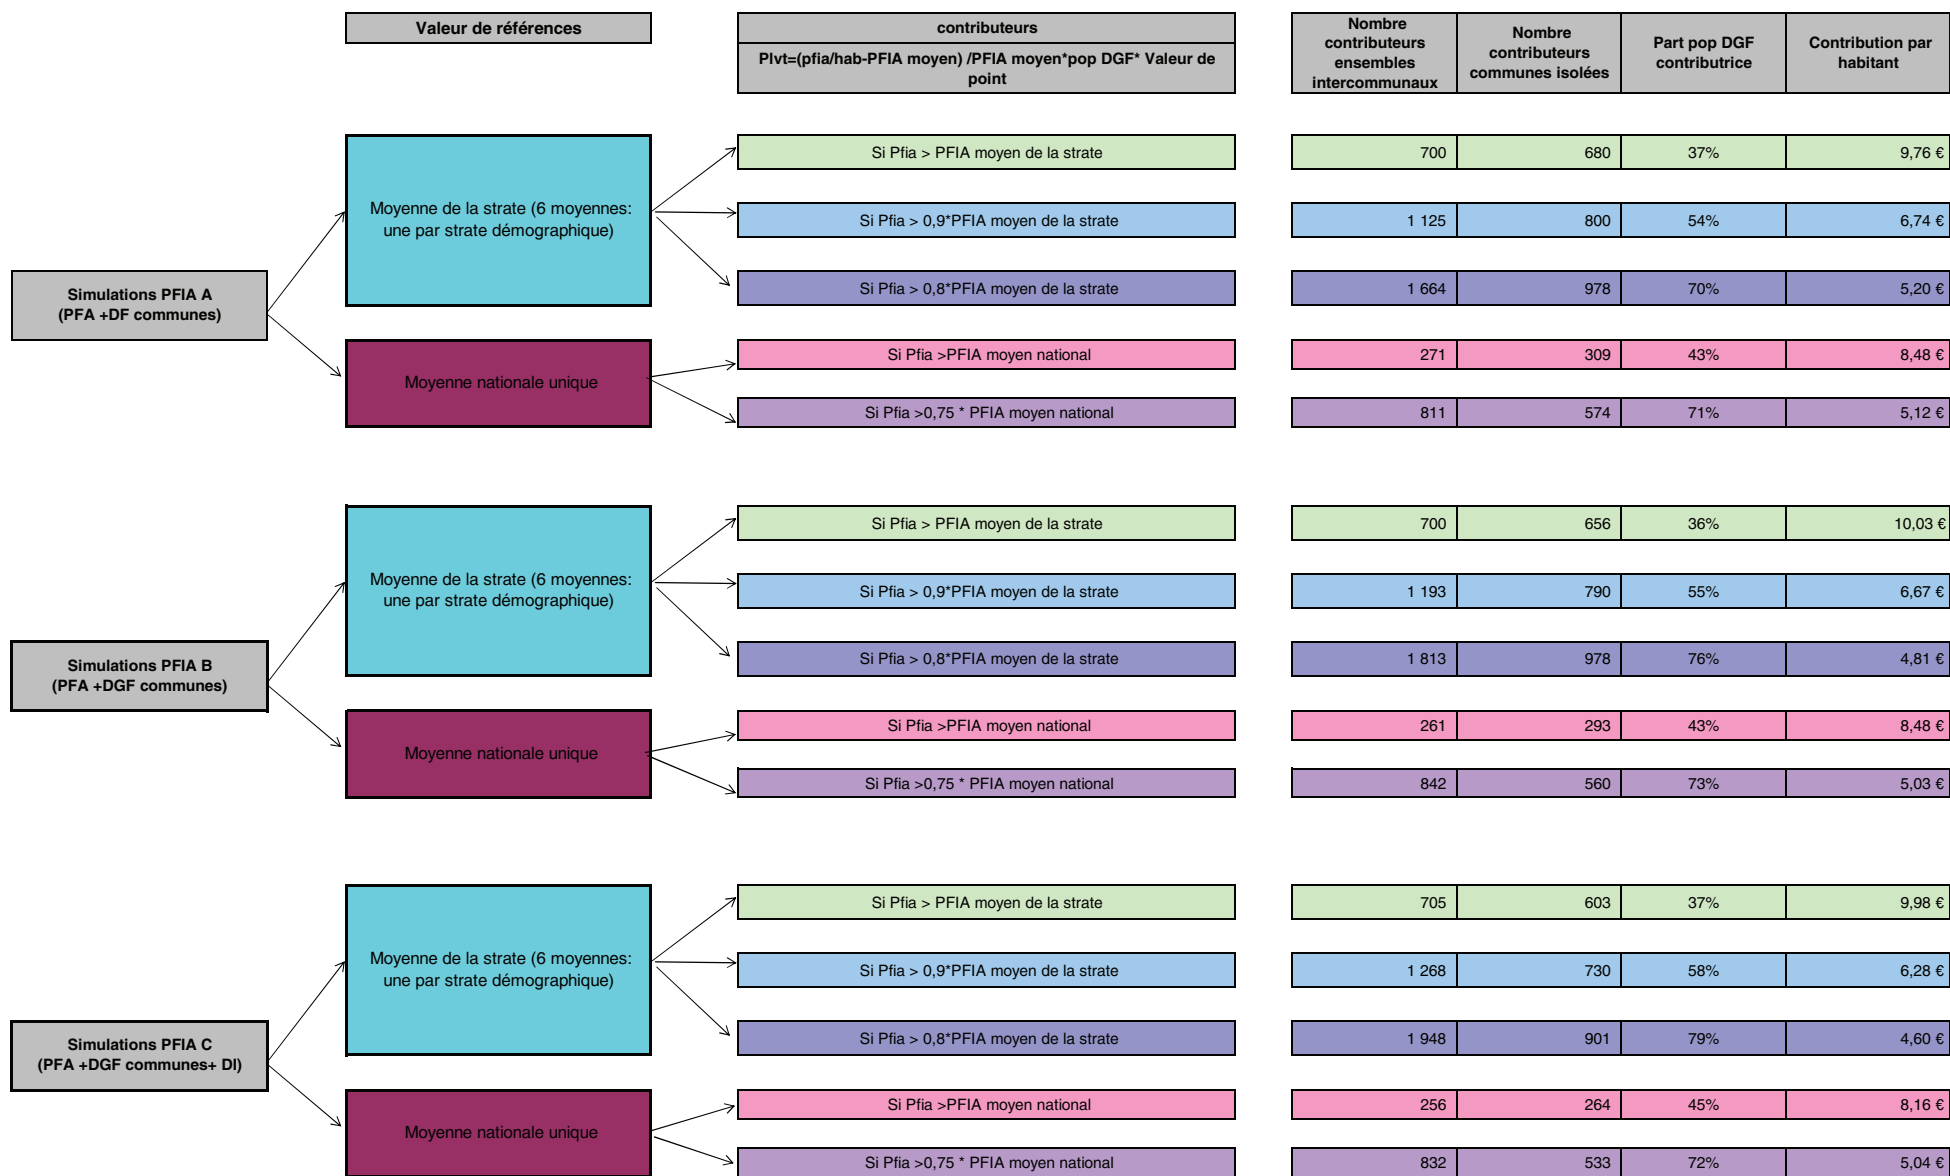 Valeur de références
contributeurs
Plvt=(pfia/hab-PFIA moyen) /PFIA moyen*pop DGF* Valeur de
point
Nombre
contributeurs
ensembles
intercommunaux
Nombre
contributeurs
communes isolées
Part pop DGF
contributrice
Contribution par
habitant
Simulations PFIA A
(PFA +DF communes)
Moyenne de la strate (6 moyennes:
une par strate démographique)
Si Pfia > PFIA moyen de la strate
700 680 37% 9,76 €
Si Pfia > 0,9*PFIA moyen de la strate
1 125 800 54% 6,74 €
Si Pfia > 0,8*PFIA moyen de la strate
1 664 978 70% 5,20 €
Moyenne nationale unique
Si Pfia >PFIA moyen national
271 309 43% 8,48 €
Si Pfia >0,75 * PFIA moyen national
811 574 71% 5,12 €
Simulations PFIA B
(PFA +DGF communes)
Moyenne de la strate (6 moyennes:
une par strate démographique)
Si Pfia > PFIA moyen de la strate
700 656 36% 10,03 €
Si Pfia > 0,9*PFIA moyen de la strate
1 193 790 55% 6,67 €
Si Pfia > 0,8*PFIA moyen de la strate
1 813 978 76% 4,81 €
Moyenne nationale unique
Si Pfia >PFIA moyen national
261 293 43% 8,48 €
Si Pfia >0,75 * PFIA moyen national
842 560 73% 5,03 €
Simulations PFIA C
(PFA +DGF communes+ DI)
Moyenne de la strate (6 moyennes:
une par strate démographique)
Si Pfia > PFIA moyen de la strate
705 603 37% 9,98 €
Si Pfia > 0,9*PFIA moyen de la strate
1 268 730 58% 6,28 €
Si Pfia > 0,8*PFIA moyen de la strate
1 948 901 79% 4,60 €
Moyenne nationale unique
Si Pfia >PFIA moyen national
256 264 45% 8,16 €
Si Pfia >0,75 * PFIA moyen national
832 533 72% 5,04 €